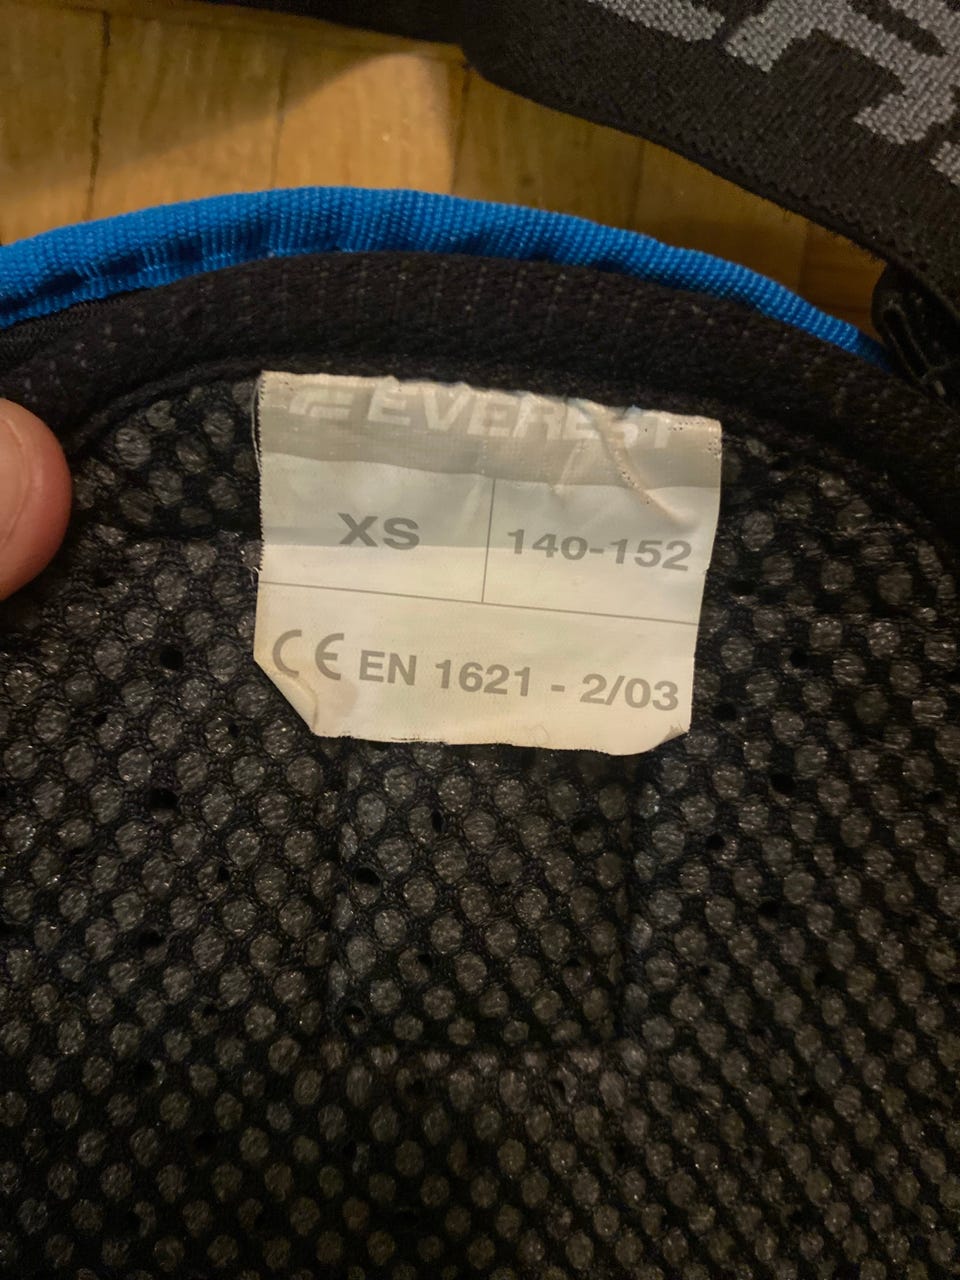 EVEREST
XS
140-152
CE EN 1621 - 2/03